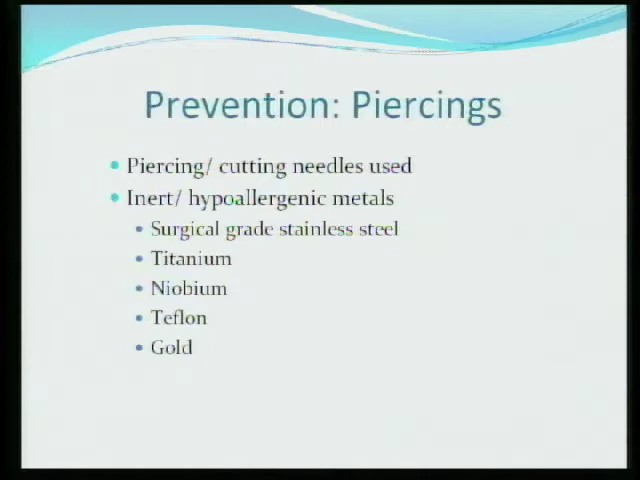 Prevention: Piercings
Piercing/ cutting needles used
Inert/ hypoallergenic metals
Surgical grade stainless steel
Titanium
Niobium
Teflon
Gold